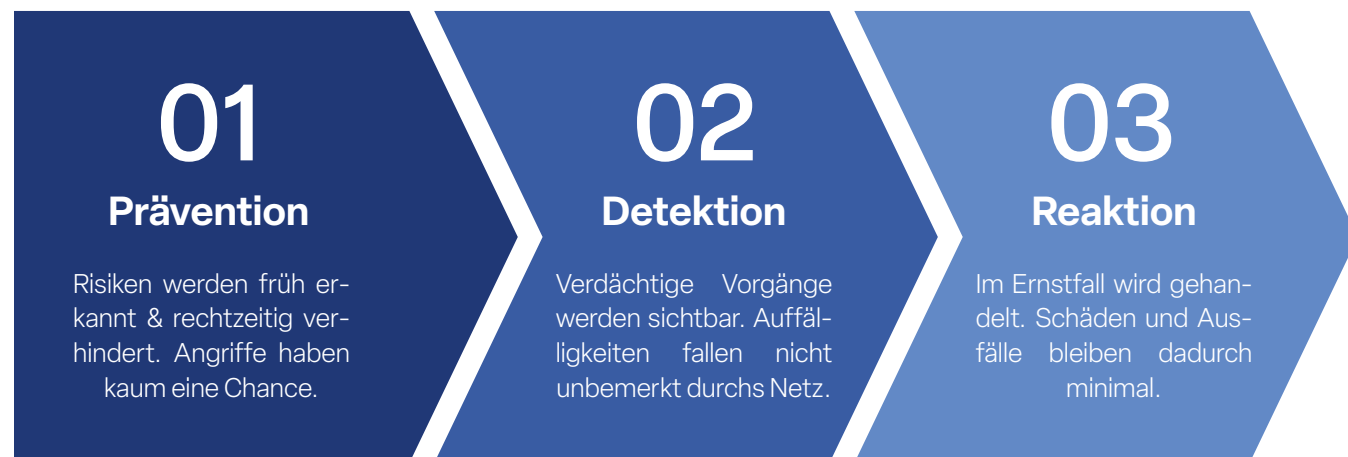 01
Prävention
Risiken werden früh er-
kannt & rechtzeitig ver-
hindert. Angriffe haben
kaum eine Chance.
02
Detektion
Verdächtige Vorgänge
werden sichtbar. Auffäl-
ligkeiten fallen nicht
unbemerkt durchs Netz.
03
Reaktion
Im Ernstfall wird gehan-
delt. Schäden und Aus-
fälle bleiben dadurch
minimal.